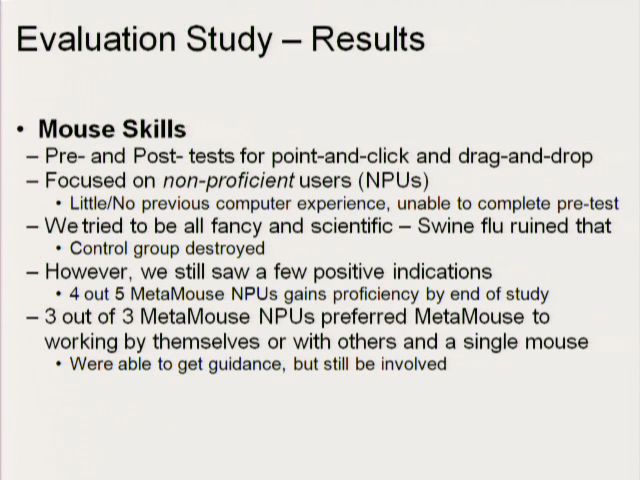 Evaluation Study – Results
• Mouse Skills
– Pre- and Post- tests for point-and-click and drag-and-drop
– Focused on non-proficient users (NPUs)
• Little/No previous computer experience, unable to complete pre-test
– We tried to be all fancy and scientific – Swine flu ruined that
• Control group destroyed
– However, we still saw a few positive indications
• 4 out 5 MetaMouse NPUs gains proficiency by end of study
– 3 out of 3 MetaMouse NPUs preferred MetaMouse to
working by themselves or with others and a single mouse
• Were able to get guidance, but still be involved